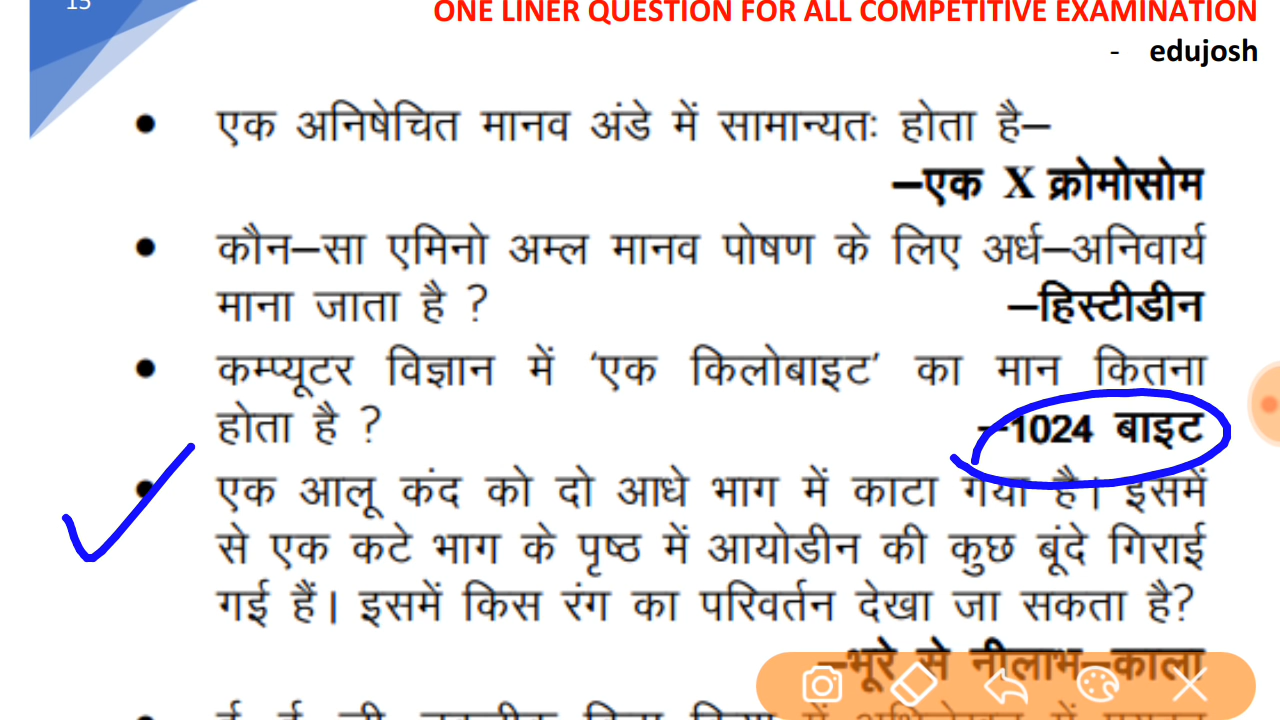 15
ONE LINER QUESTION FOR ALL COMPETITIVE EXAMINATION
- edujosh
• एक अनिषेचित मानव अंडे में सामान्यतः होता है–
–एक X क्रोमोसोम
• कौन–सा एमिनो अम्ल मानव पोषण के लिए अर्ध–अनिवार्य
माना जाता है ? –हिस्टीडीन
• कम्प्यूटर विज्ञान में ‘एक किलोबाइट’ का मान कितना
होता है ? –1024 बाइट
• एक आलू कंद को दो आधे भाग में काटा गया है। इसमें
से एक कटे भाग के पृष्ठ में आयोडीन की कुछ बूंदे गिराई
गई हैं। इसमें किस रंग का परिवर्तन देखा जा सकता है?
–भूरे से नीलाभ–काला